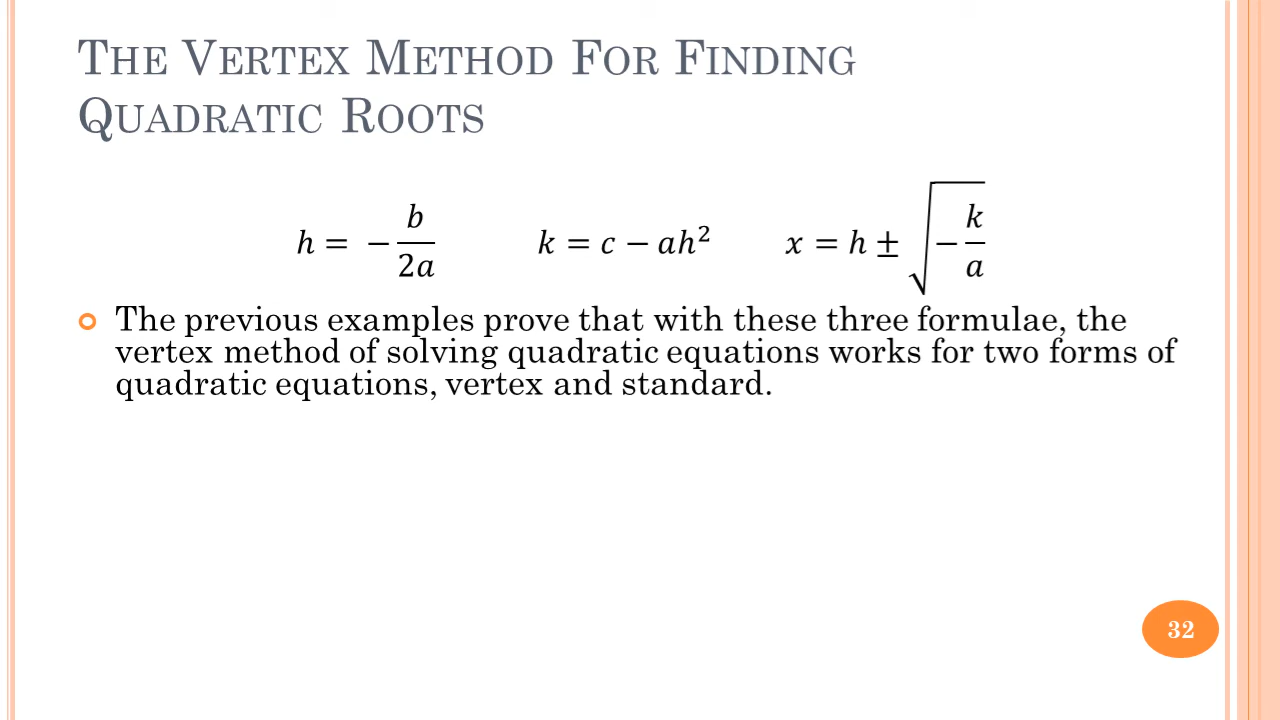 THE VERTEX METHOD FOR FINDING
QUADRATIC ROOTS
h = −b/2a   k = c − ah²   x = h ± √(−k/a)
The previous examples prove that with these three formulae, the
vertex method of solving quadratic equations works for two forms of
quadratic equations, vertex and standard.
32